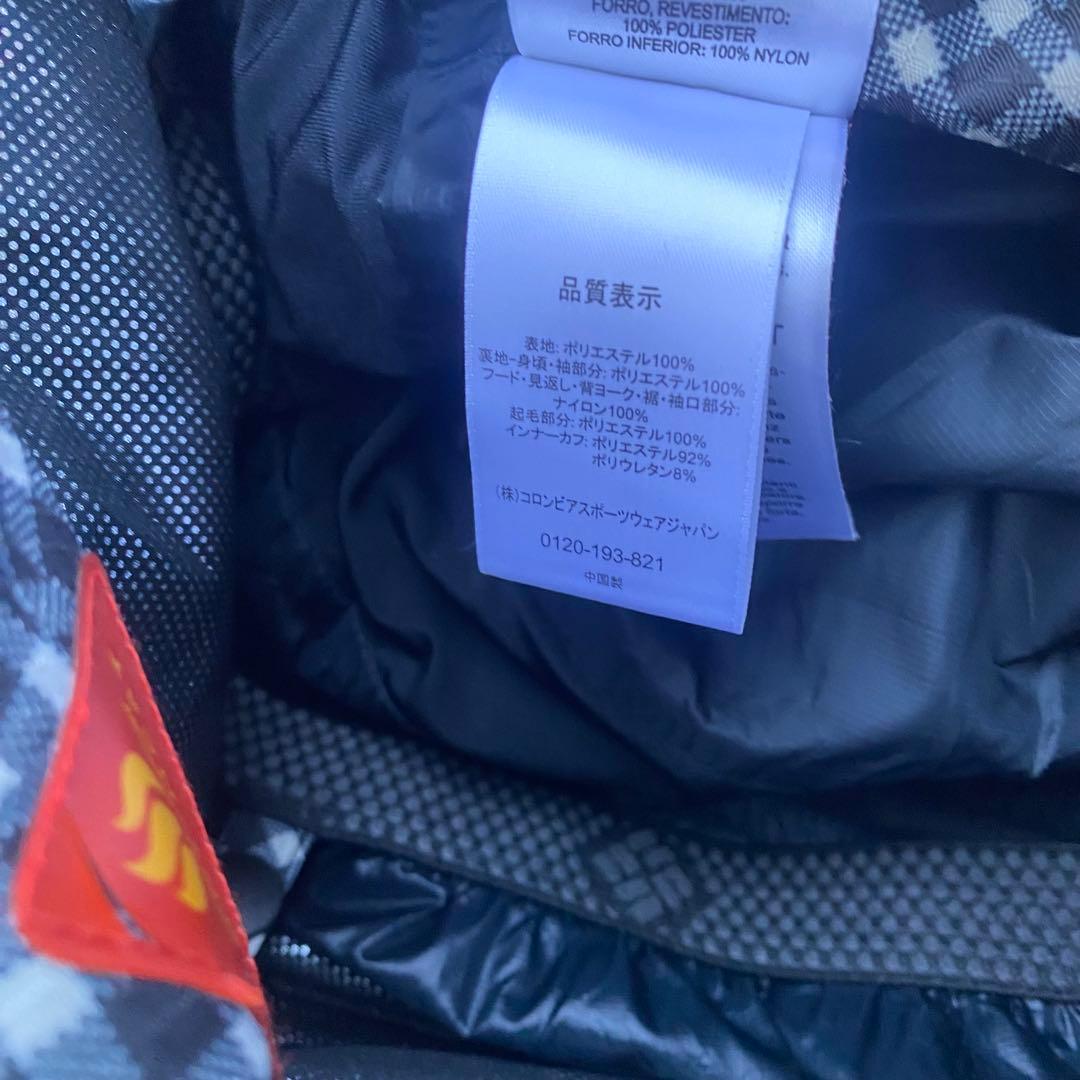 FORRO, REVESTIMENTO:
100% POLIESTER
FORRO INFERIOR: 100% NYLON
品質表示
表地: ポリエステル100%
裏地-身頃・袖部分: ポリエステル100%
フード・見返し・背ヨーク・裾・袖口部分:
ナイロン100%
起毛部分: ポリエステル100%
インナーカフ: ポリエステル92%
ポリウレタン8%
(株)コロンビアスポーツウェアジャパン
0120-193-821
中国製